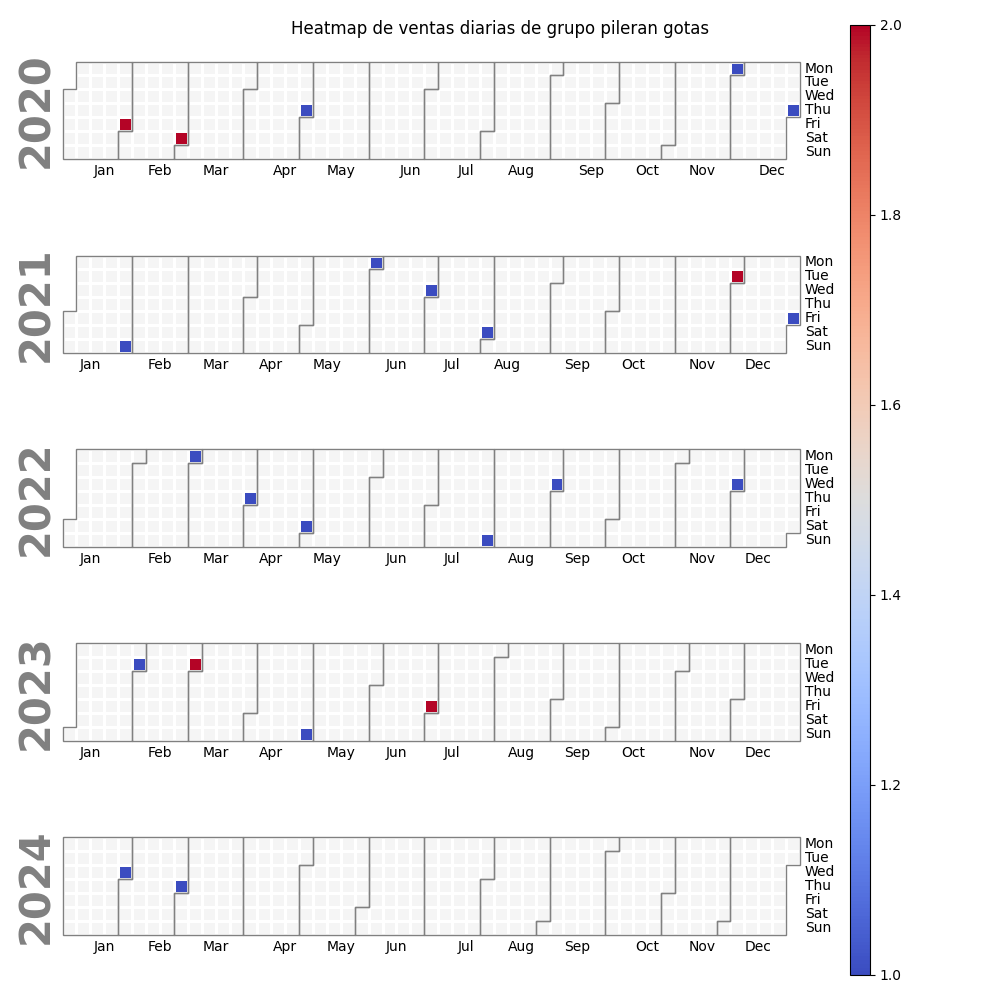 Heatmap de ventas diarias de grupo pileran gotas
2020
Mon
Tue
Wed
Thu
Fri
Sat
Sun
Jan Feb Mar Apr May Jun Jul Aug Sep Oct Nov Dec
2021
Mon
Tue
Wed
Thu
Fri
Sat
Sun
Jan Feb Mar Apr May Jun Jul Aug Sep Oct Nov Dec
2022
Mon
Tue
Wed
Thu
Fri
Sat
Sun
Jan Feb Mar Apr May Jun Jul Aug Sep Oct Nov Dec
2023
Mon
Tue
Wed
Thu
Fri
Sat
Sun
Jan Feb Mar Apr May Jun Jul Aug Sep Oct Nov Dec
2024
Mon
Tue
Wed
Thu
Fri
Sat
Sun
Jan Feb Mar Apr May Jun Jul Aug Sep Oct Nov Dec
2.0
1.8
1.6
1.4
1.2
1.0